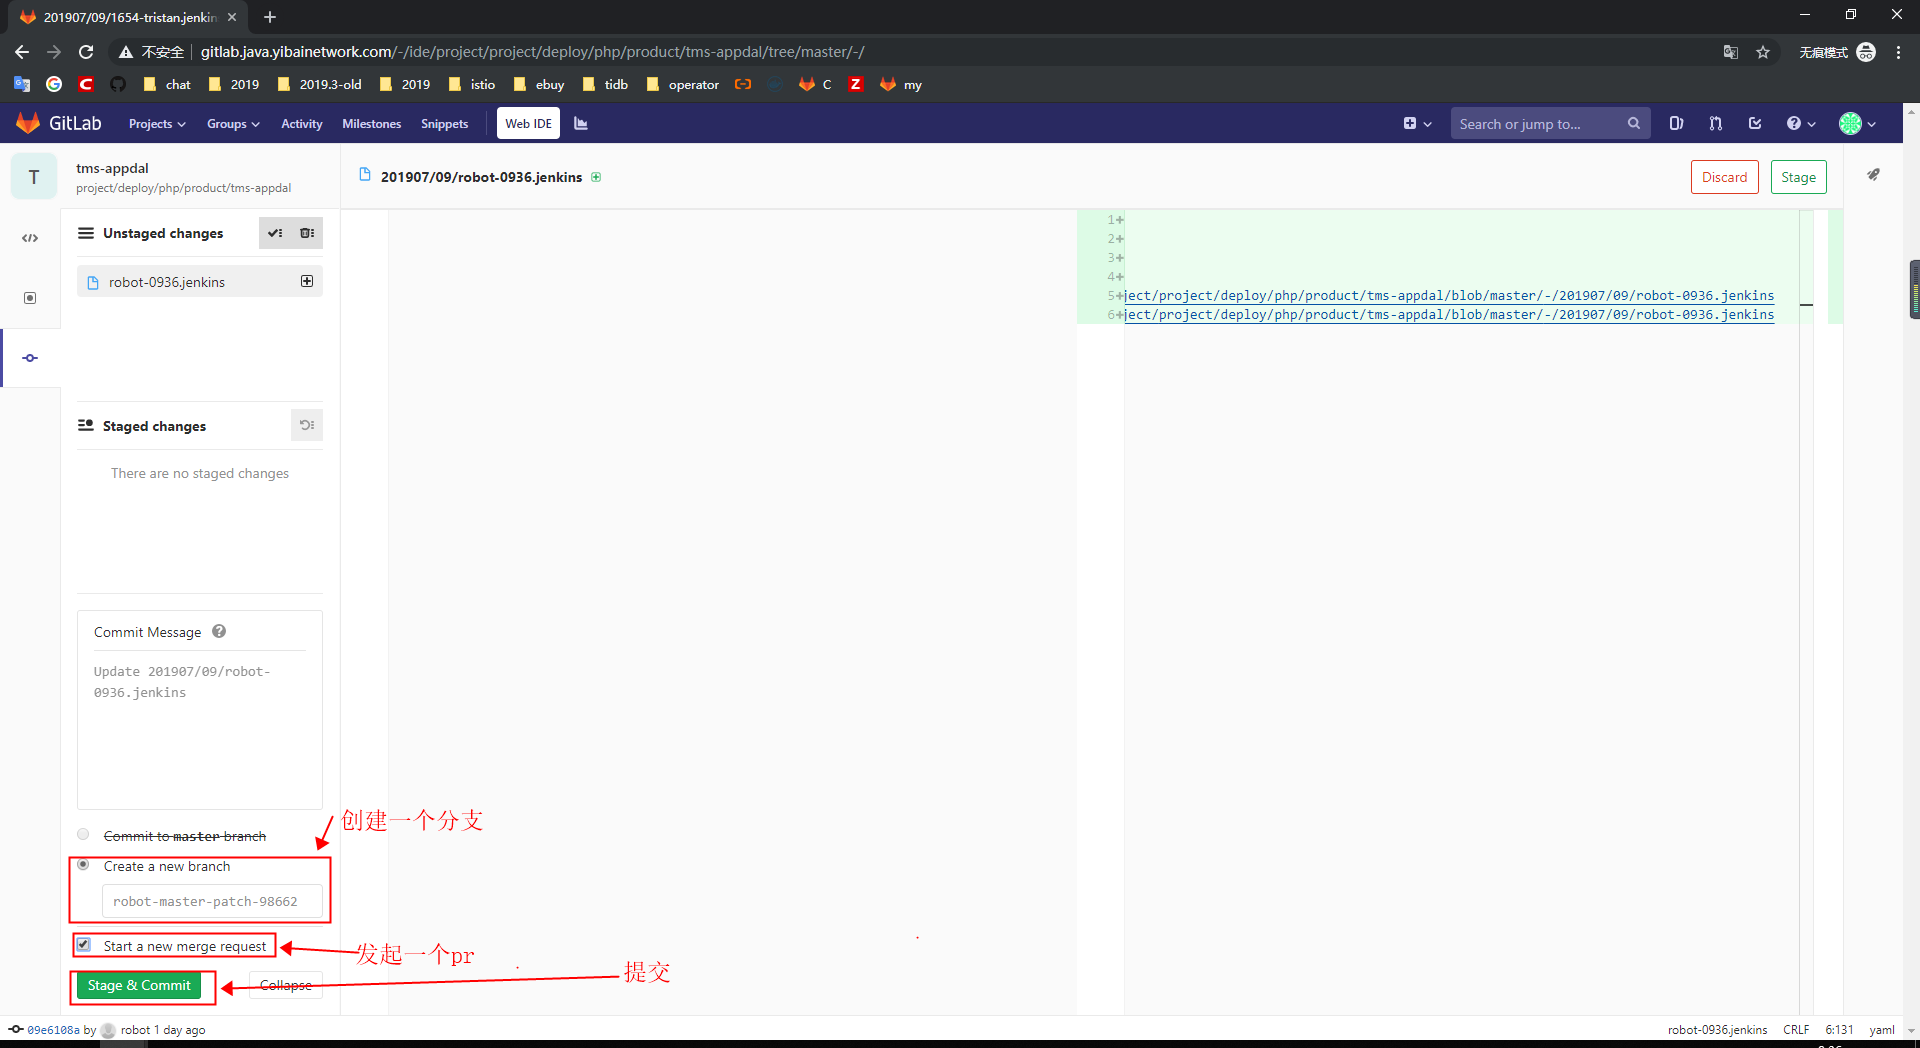 201907/09/1654-tristan.jenkin
不安全 gitlab.java.yibainetwork.com/-/ide/project/project/deploy/php/product/tms-appdal/tree/master/-/ 无痕模式
chat 2019 2019.3-old 2019 istio ebuy tidb operator C Z my
GitLab Projects Groups Activity Milestones Snippets Web IDE Search or jump to...
T tms-appdal
project/deploy/php/product/tms-appdal
201907/09/robot-0936.jenkins Discard Stage
Unstaged changes
robot-0936.jenkins
Staged changes
There are no staged changes
1+
2+
3+
4+
5+ ject/project/deploy/php/product/tms-appdal/blob/master/-/201907/09/robot-0936.jenkins
6+ ject/project/deploy/php/product/tms-appdal/blob/master/-/201907/09/robot-0936.jenkins
Commit Message
Update 201907/09/robot-
0936.jenkins
创建一个分支
Commit to master branch
Create a new branch
robot-master-patch-98662
Start a new merge request
发起一个pr
提交
Stage & Commit Collapse
09e6108a by robot 1 day ago robot-0936.jenkins CRLF 6:131 yaml